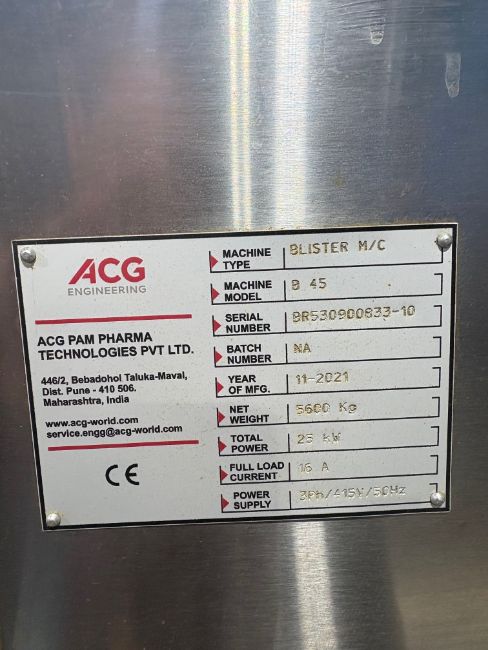 ACG
ENGINEERING
ACG PAM PHARMA
TECHNOLOGIES PVT LTD.
446/2, Bebadohol Taluka-Maval,
Dist. Pune - 410 506.
Maharashtra, India
www.acg-world.com
service.engg@acg-world.com
CE
MACHINE TYPE BLISTER M/C
MACHINE MODEL B 45
SERIAL NUMBER BR530900833-10
BATCH NUMBER NA
YEAR OF MFG. 11-2021
NET WEIGHT 5600 Kg
TOTAL POWER 25 kW
FULL LOAD CURRENT 16 A
POWER SUPPLY 3Ph/415V/50Hz